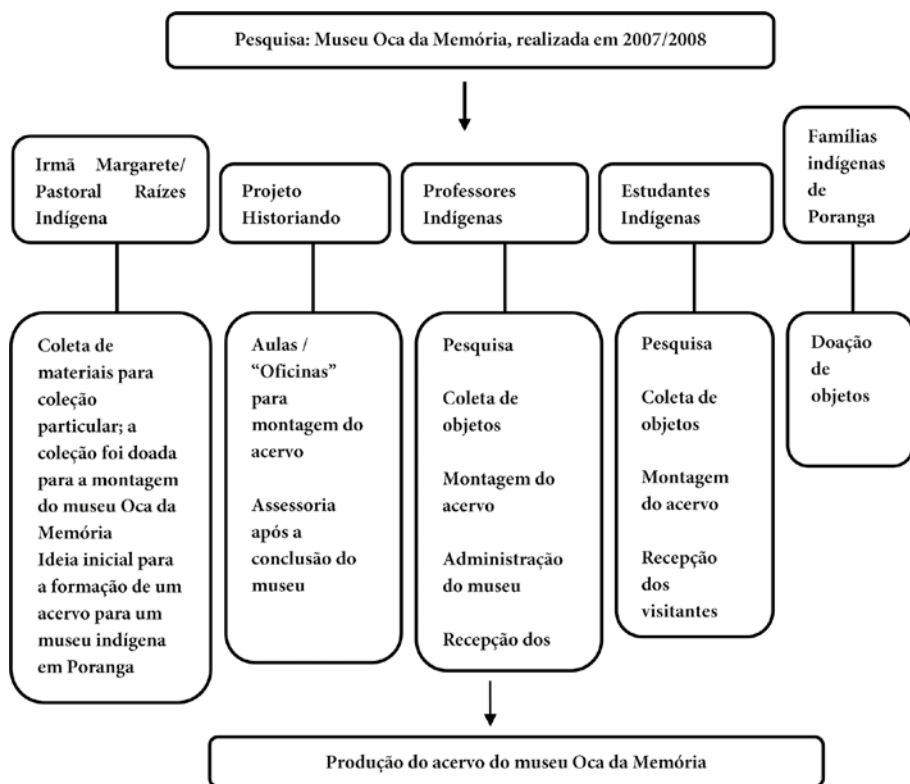 Pesquisa: Museu Oca da Memória, realizada em 2007/2008
Irmã Margarete/
Pastoral Raízes
Indígena
Projeto
Historiando
Professores
Indígenas
Estudantes
Indígenas
Famílias
indígenas
de
Poranga
Coleta de
materiais para
coleção
particular; a
coleção foi doada
para a montagem
do museu Oca da
Memória
Ideia inicial para
a formação de um
acervo para um
museu indígena
em Poranga
Aulas /
“Oficinas”
para
montagem do
acervo
Assessoria
após a
conclusão do
museu
Pesquisa
Coleta de
objetos
Montagem do
acervo
Administração
do museu
Recepção dos
Pesquisa
Coleta de
objetos
Montagem do
acervo
Recepção
dos
visitantes
Doação
de
objetos
Produção do acervo do museu Oca da Memória